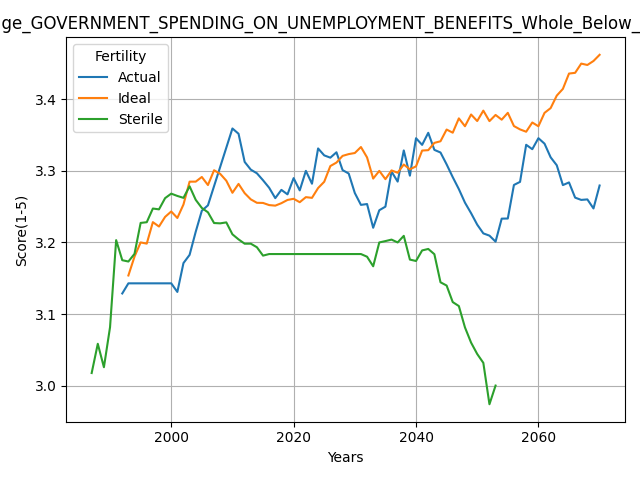 ge_GOVERNMENT_SPENDING_ON_UNEMPLOYMENT_BENEFITS_Whole_Below_
Fertility
Actual
Ideal
Sterile
3.4
3.3
3.2
3.1
3.0
Score(1-5)
2000
2020
2040
2060
Years